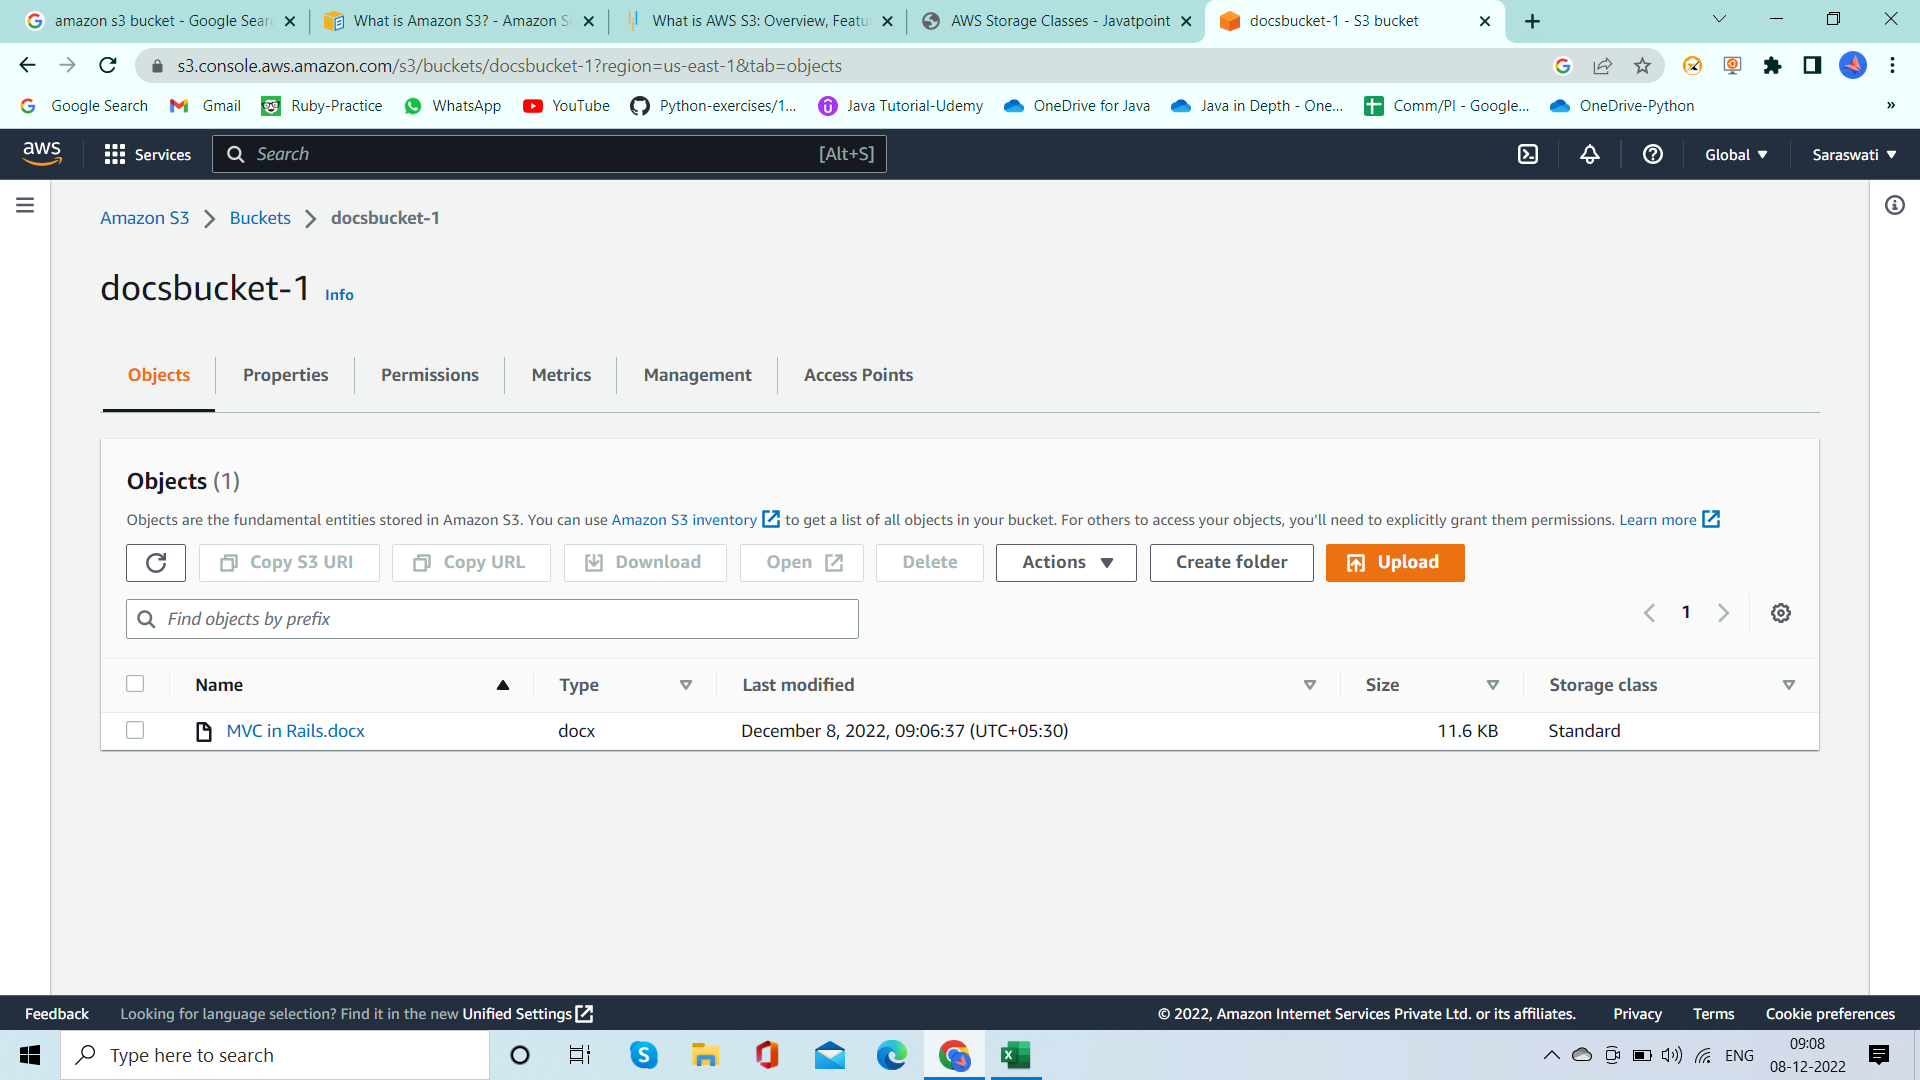 amazon s3 bucket - Google Sear
What is Amazon S3? - Amazon Si
What is AWS S3: Overview, Featu
AWS Storage Classes - Javatpoint
docsbucket-1 - S3 bucket
s3.console.aws.amazon.com/s3/buckets/docsbucket-1?region=us-east-1&tab=objects
Google Search
Gmail
Ruby-Practice
WhatsApp
YouTube
Python-exercises/1...
Java Tutorial-Udemy
OneDrive for Java
Java in Depth - One...
Comm/PI - Google...
OneDrive-Python
»
aws
Services
Search
[Alt+S]
Global
Saraswati
Amazon S3
Buckets
docsbucket-1
docsbucket-1 Info
Objects
Properties
Permissions
Metrics
Management
Access Points
Objects (1)
Objects are the fundamental entities stored in Amazon S3. You can use Amazon S3 inventory to get a list of all objects in your bucket. For others to access your objects, you'll need to explicitly grant them permissions. Learn more
Copy S3 URI
Copy URL
Download
Open
Delete
Actions
Create folder
Upload
Find objects by prefix
1
Name
Type
Last modified
Size
Storage class
MVC in Rails.docx
docx
December 8, 2022, 09:06:37 (UTC+05:30)
11.6 KB
Standard
Feedback
Looking for language selection? Find it in the new Unified Settings
© 2022, Amazon Internet Services Private Ltd. or its affiliates.
Privacy
Terms
Cookie preferences
Type here to search
ENG
09:08
08-12-2022